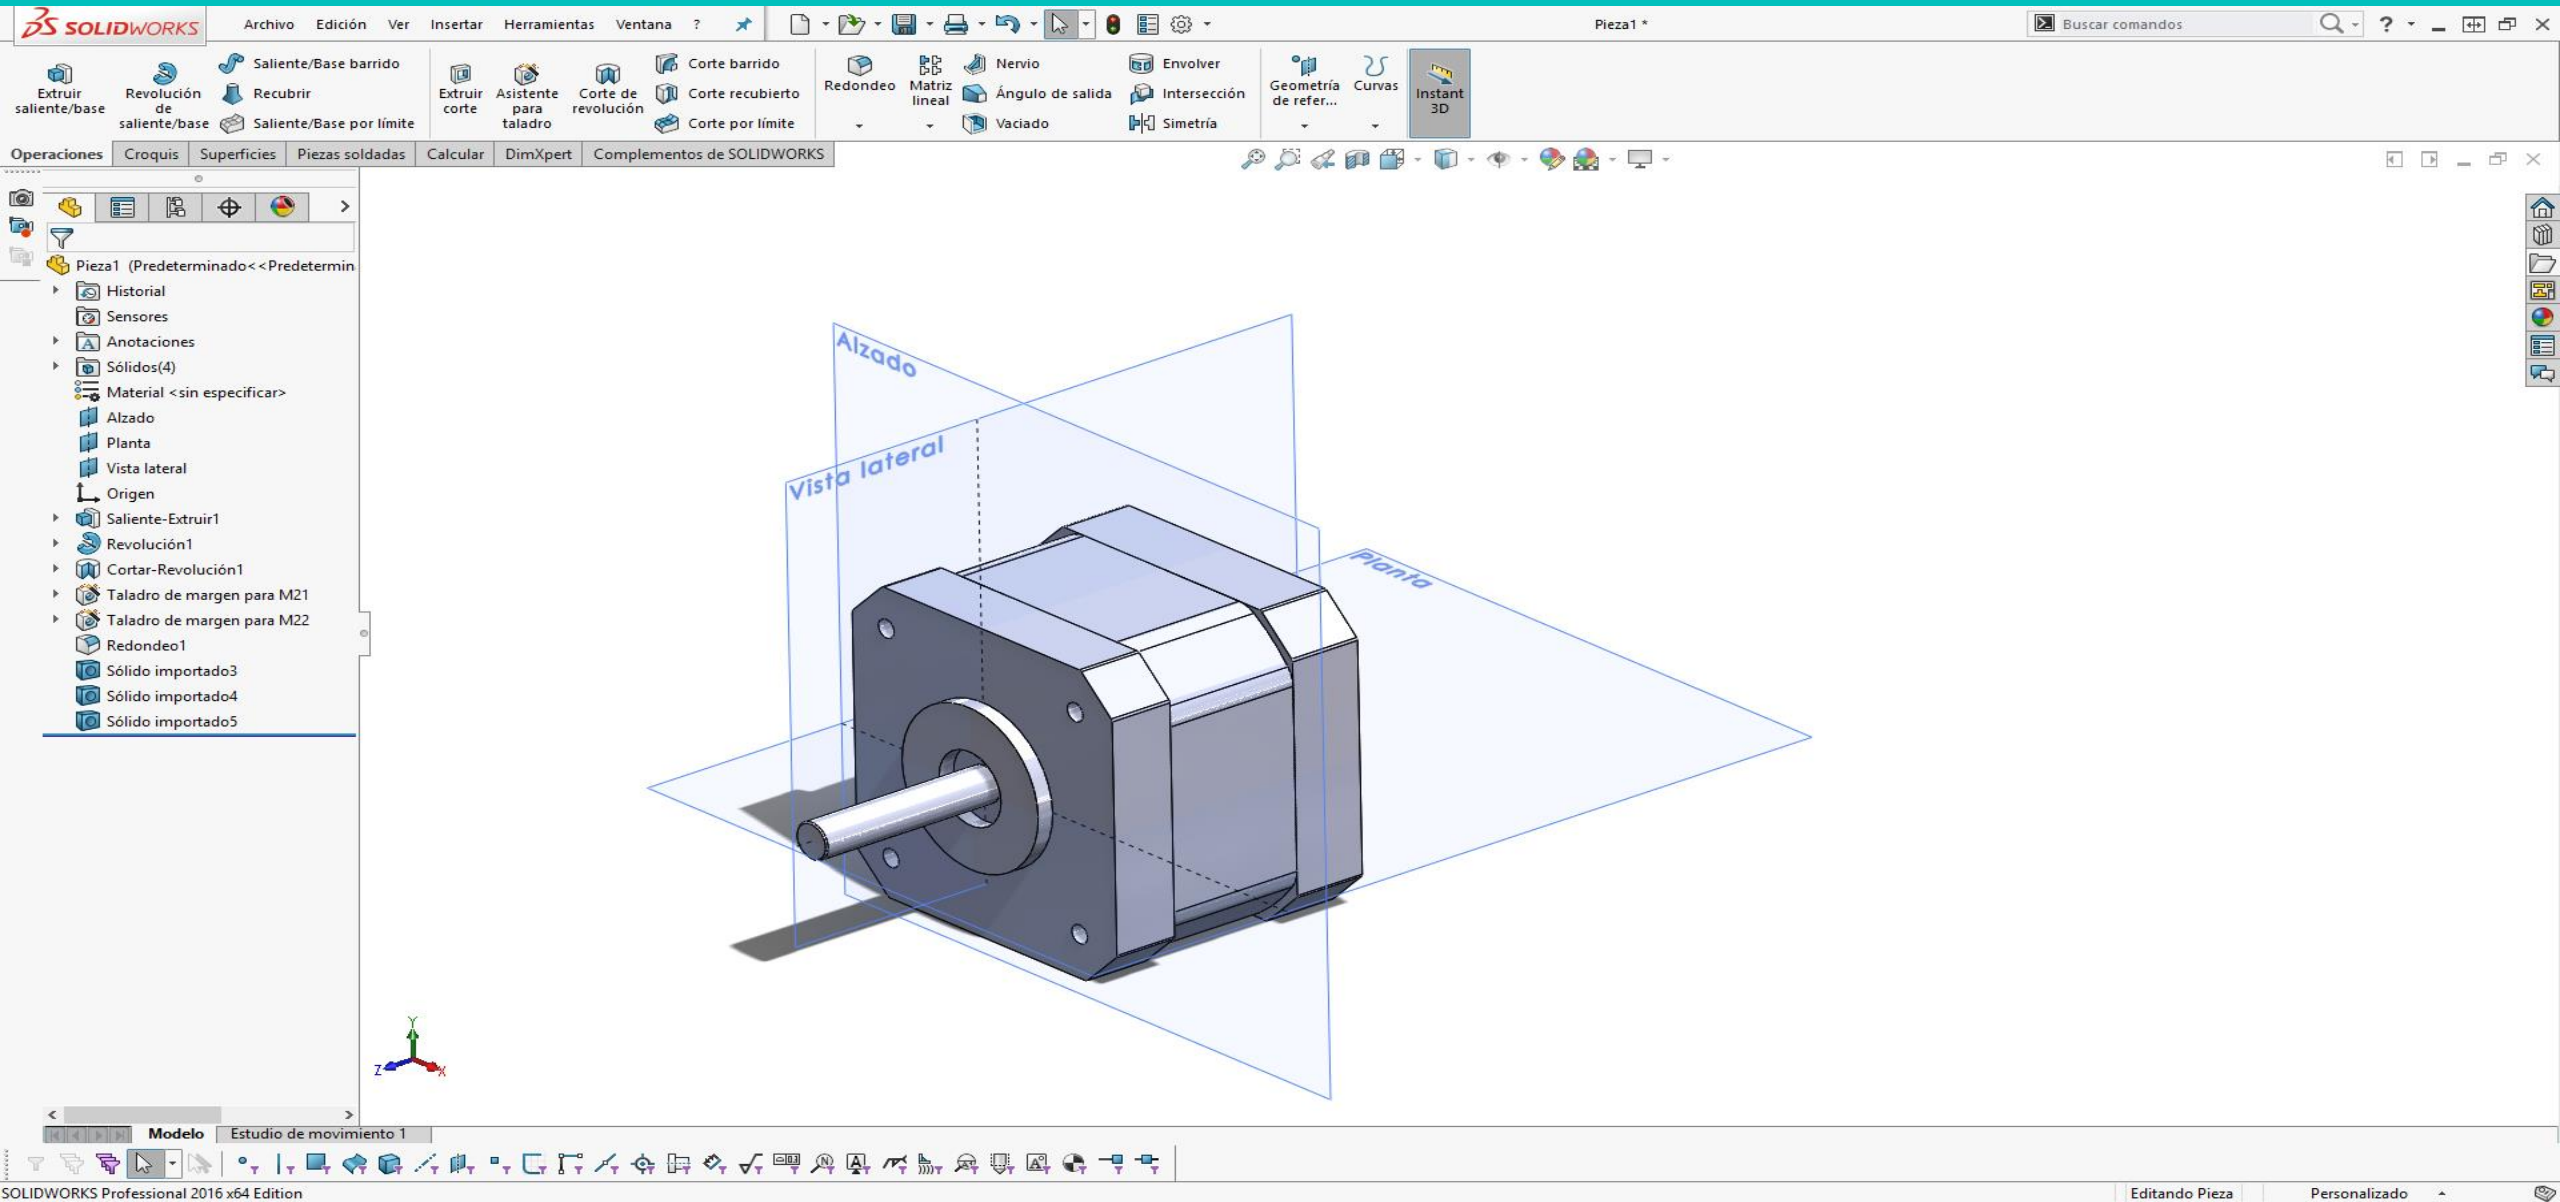 SOLIDWORKS
Archivo Edición Ver Insertar Herramientas Ventana ?
Pieza1 *
Buscar comandos
?
Extruir saliente/base
Revolución de saliente/base
Saliente/Base barrido
Recubrir
Saliente/Base por límite
Extruir corte
Asistente para taladro
Corte de revolución
Corte barrido
Corte recubierto
Corte por límite
Redondeo
Matriz lineal
Nervio
Ángulo de salida
Vaciado
Envolver
Intersección
Simetría
Geometría de refer...
Curvas
Instant 3D
Operaciones Croquis Superficies Piezas soldadas Calcular DimXpert Complementos de SOLIDWORKS
Pieza1 (Predeterminado<<Predetermin
Historial
Sensores
Anotaciones
Sólidos(4)
Material <sin especificar>
Alzado
Planta
Vista lateral
Origen
Saliente-Extruir1
Revolución1
Cortar-Revolución1
Taladro de margen para M21
Taladro de margen para M22
Redondeo1
Sólido importado3
Sólido importado4
Sólido importado5
Alzado
Vista lateral
Planta
Y
Z
X
Modelo Estudio de movimiento 1
SOLIDWORKS Professional 2016 x64 Edition
Editando Pieza
Personalizado